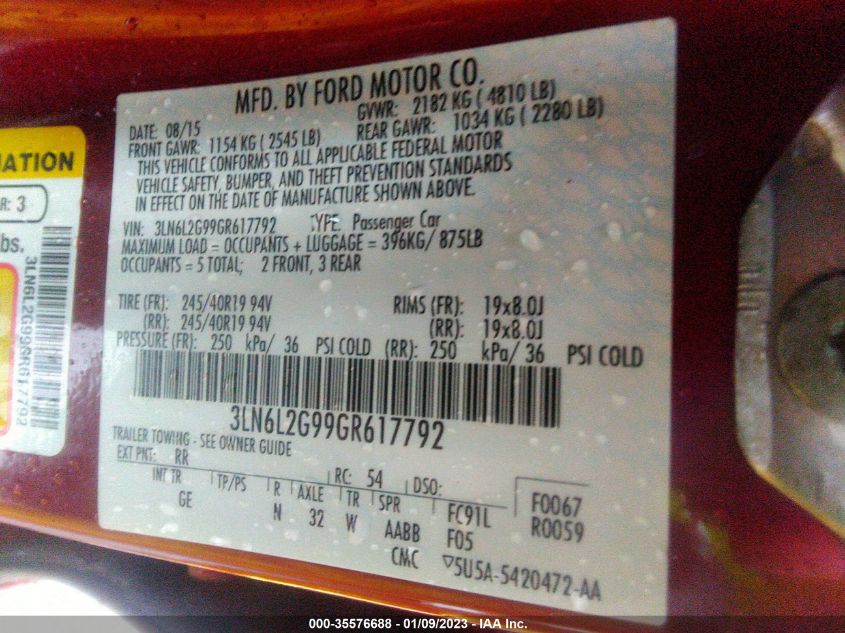 MFD. BY FORD MOTOR CO.
DATE: 08/15 GVWR: 2182 KG ( 4810 LB)
FRONT GAWR: 1154 KG ( 2545 LB) REAR GAWR: 1034 KG ( 2280 LB)
THIS VEHICLE CONFORMS TO ALL APPLICABLE FEDERAL MOTOR
VEHICLE SAFETY, BUMPER, AND THEFT PREVENTION STANDARDS
IN EFFECT ON THE DATE OF MANUFACTURE SHOWN ABOVE.
VIN: 3LN6L2G99GR617792 TYPE: Passenger Car
MAXIMUM LOAD = OCCUPANTS + LUGGAGE = 396KG/ 875LB
OCCUPANTS = 5 TOTAL; 2 FRONT, 3 REAR
TIRE (FR): 245/40R19 94V RIMS (FR): 19x8.0J
(RR): 245/40R19 94V (RR): 19x8.0J
PRESSURE (FR): 250 kPa/ 36 PSI COLD (RR): 250 kPa/ 36 PSI COLD
3LN6L2G99GR617792
TRAILER TOWING - SEE OWNER GUIDE
EXT PNT: RR RC: 54 DSO:
INT TR TP/PS R AXLE TR SPR FC91L F0067
GE N 32 W AABB F05 R0059
CMC ▽5U5A-5420472-AA
R: 3
bs.
3LN6L2G99GR617792
000-35576688 - 01/09/2023 - IAA Inc.